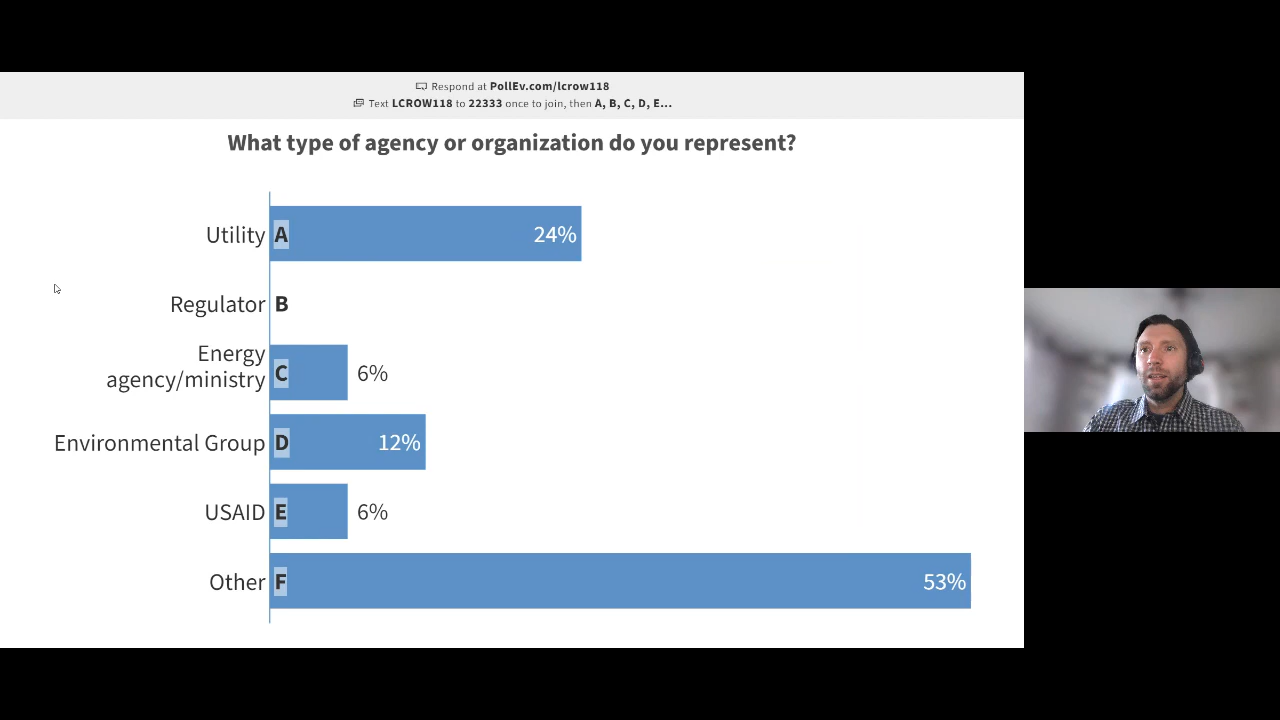 Respond at PollEv.com/lcrow118
Text LCROW118 to 22333 once to join, then A, B, C, D, E...
What type of agency or organization do you represent?
Utility A 24%
Regulator B
Energy
agency/ministry C 6%
Environmental Group D 12%
USAID E 6%
Other F 53%